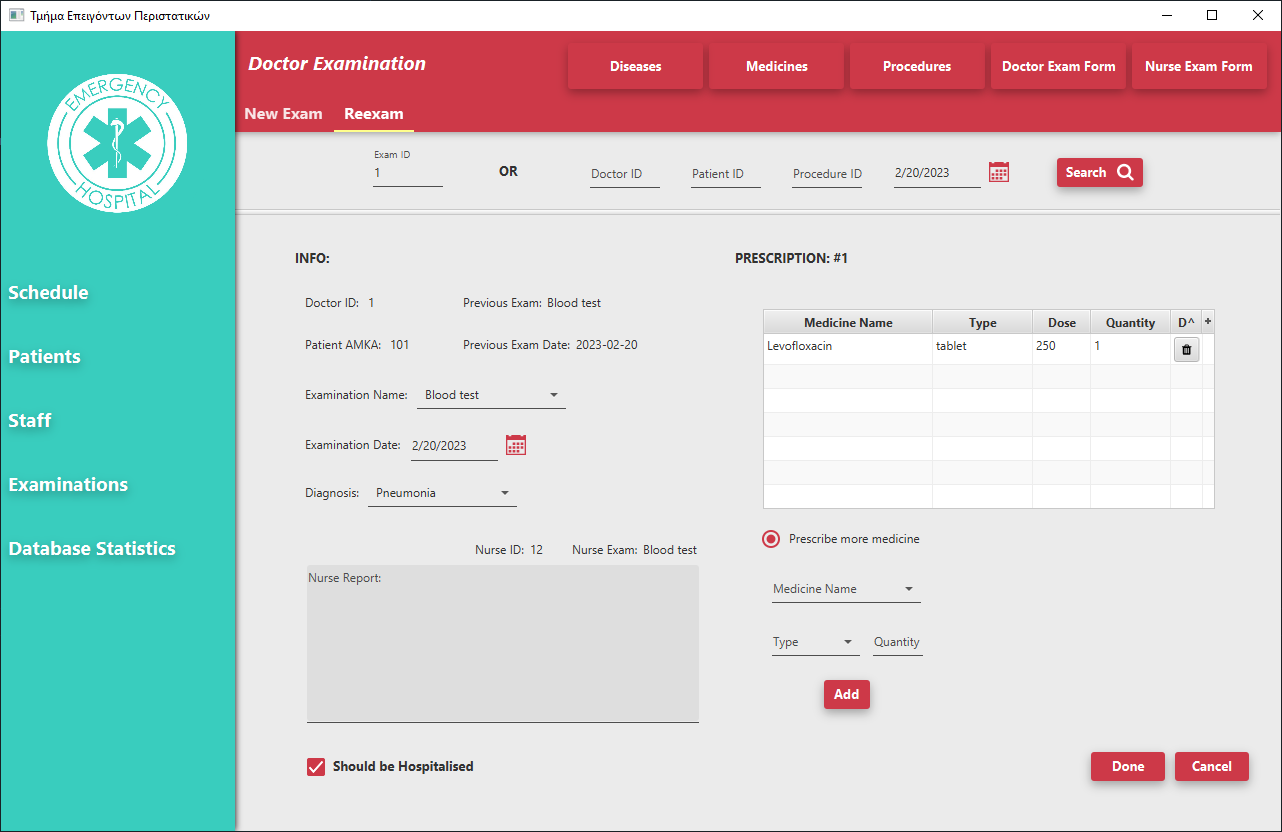 Τμήμα Επειγόντων Περιστατικών
EMERGENCY
HOSPITAL
Schedule
Patients
Staff
Examinations
Database Statistics
Doctor Examination
Diseases
Medicines
Procedures
Doctor Exam Form
Nurse Exam Form
New Exam
Reexam
Exam ID
1
OR
Doctor ID
Patient ID
Procedure ID
2/20/2023
Search
INFO:
Doctor ID: 1
Previous Exam: Blood test
Patient AMKA: 101
Previous Exam Date: 2023-02-20
Examination Name: Blood test
Examination Date: 2/20/2023
Diagnosis: Pneumonia
Nurse ID: 12
Nurse Exam: Blood test
Nurse Report:
Should be Hospitalised
PRESCRIPTION: #1
Medicine Name Type Dose Quantity D^ +
Levofloxacin tablet 250 1
Prescribe more medicine
Medicine Name
Type
Quantity
Add
Done
Cancel